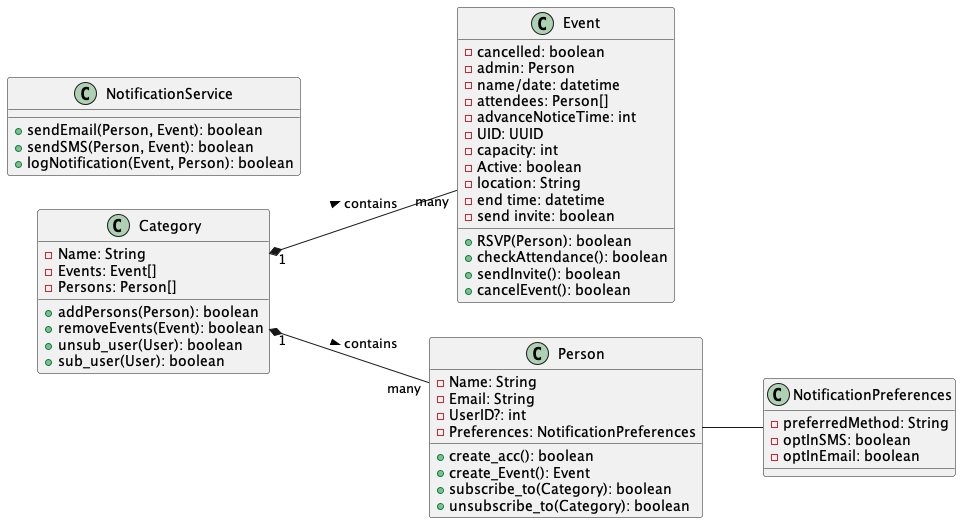 C NotificationService
sendEmail(Person, Event): boolean
sendSMS(Person, Event): boolean
logNotification(Event, Person): boolean
C Event
cancelled: boolean
admin: Person
name/date: datetime
attendees: Person[]
advanceNoticeTime: int
UID: UUID
capacity: int
Active: boolean
location: String
end time: datetime
send invite: boolean
RSVP(Person): boolean
checkAttendance(): boolean
sendInvite(): boolean
cancelEvent(): boolean
C Category
Name: String
Events: Event[]
Persons: Person[]
addPersons(Person): boolean
removeEvents(Event): boolean
unsub_user(User): boolean
sub_user(User): boolean
contains
1
many
contains
1
many
C Person
Name: String
Email: String
UserID?: int
Preferences: NotificationPreferences
create_acc(): boolean
create_Event(): Event
subscribe_to(Category): boolean
unsubscribe_to(Category): boolean
C NotificationPreferences
preferredMethod: String
optInSMS: boolean
optInEmail: boolean